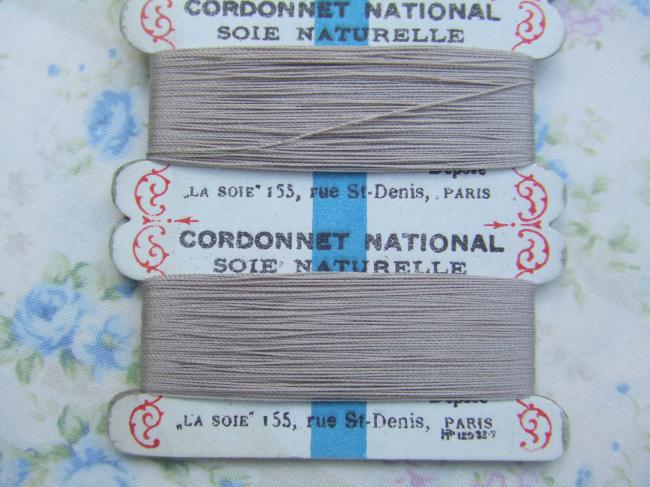 CORDONNET NATIONAL
SOIE NATURELLE
Déposé
„LA SOIE" 155, rue St-Denis, PARIS
CORDONNET NATIONAL
SOIE NATURELLE
Déposé
„LA SOIE" 155, rue St-Denis, PARIS